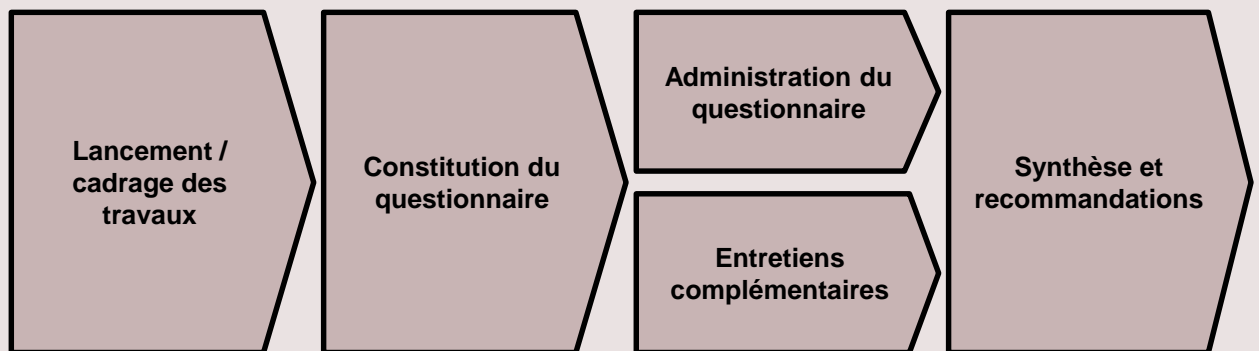 Lancement /
cadrage des
travaux
Constitution du
questionnaire
Administration du
questionnaire
Entretiens
complémentaires
Synthèse et
recommandations